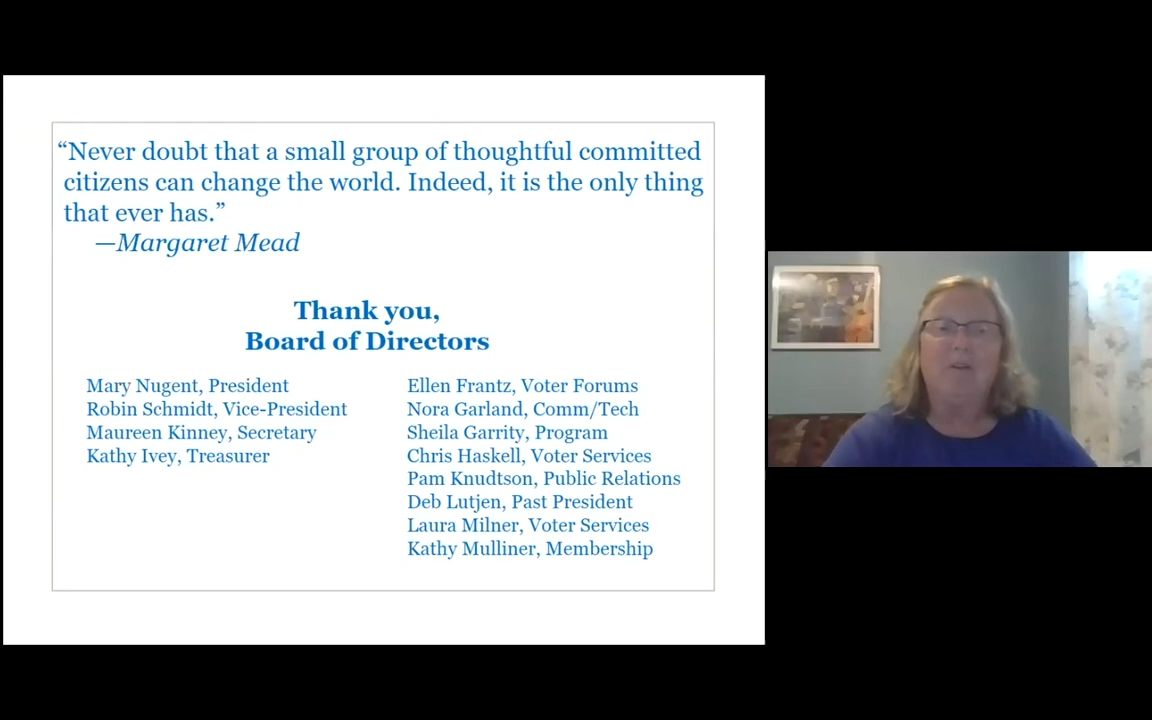 “Never doubt that a small group of thoughtful committed
citizens can change the world. Indeed, it is the only thing
that ever has.”
—Margaret Mead
Thank you,
Board of Directors
Mary Nugent, President
Robin Schmidt, Vice-President
Maureen Kinney, Secretary
Kathy Ivey, Treasurer
Ellen Frantz, Voter Forums
Nora Garland, Comm/Tech
Sheila Garrity, Program
Chris Haskell, Voter Services
Pam Knudtson, Public Relations
Deb Lutjen, Past President
Laura Milner, Voter Services
Kathy Mulliner, Membership